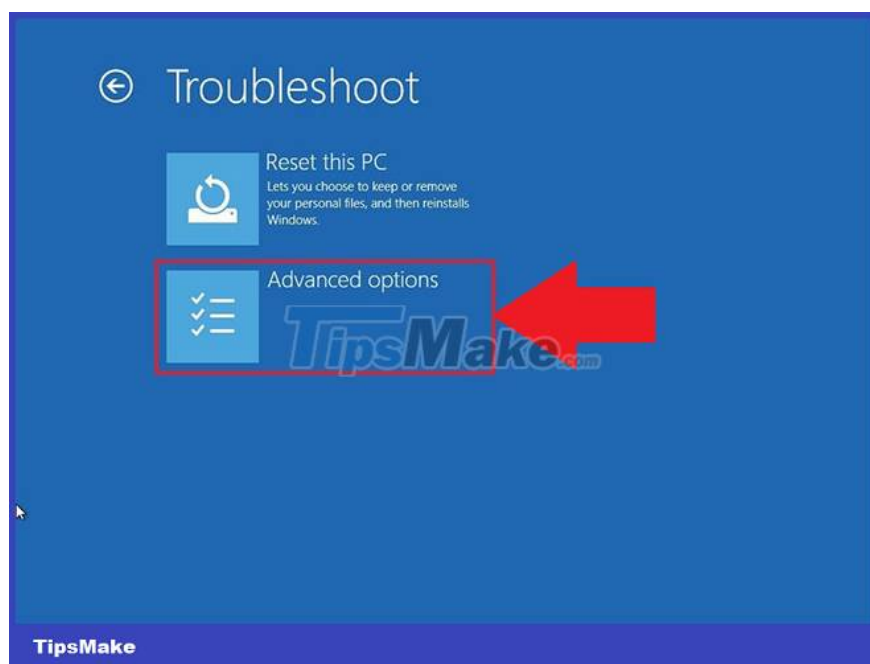 Troubleshoot
Reset this PC
Lets you choose to keep or remove
your personal files, and then reinstalls
Windows.
Advanced options
TipsMake.com
TipsMake